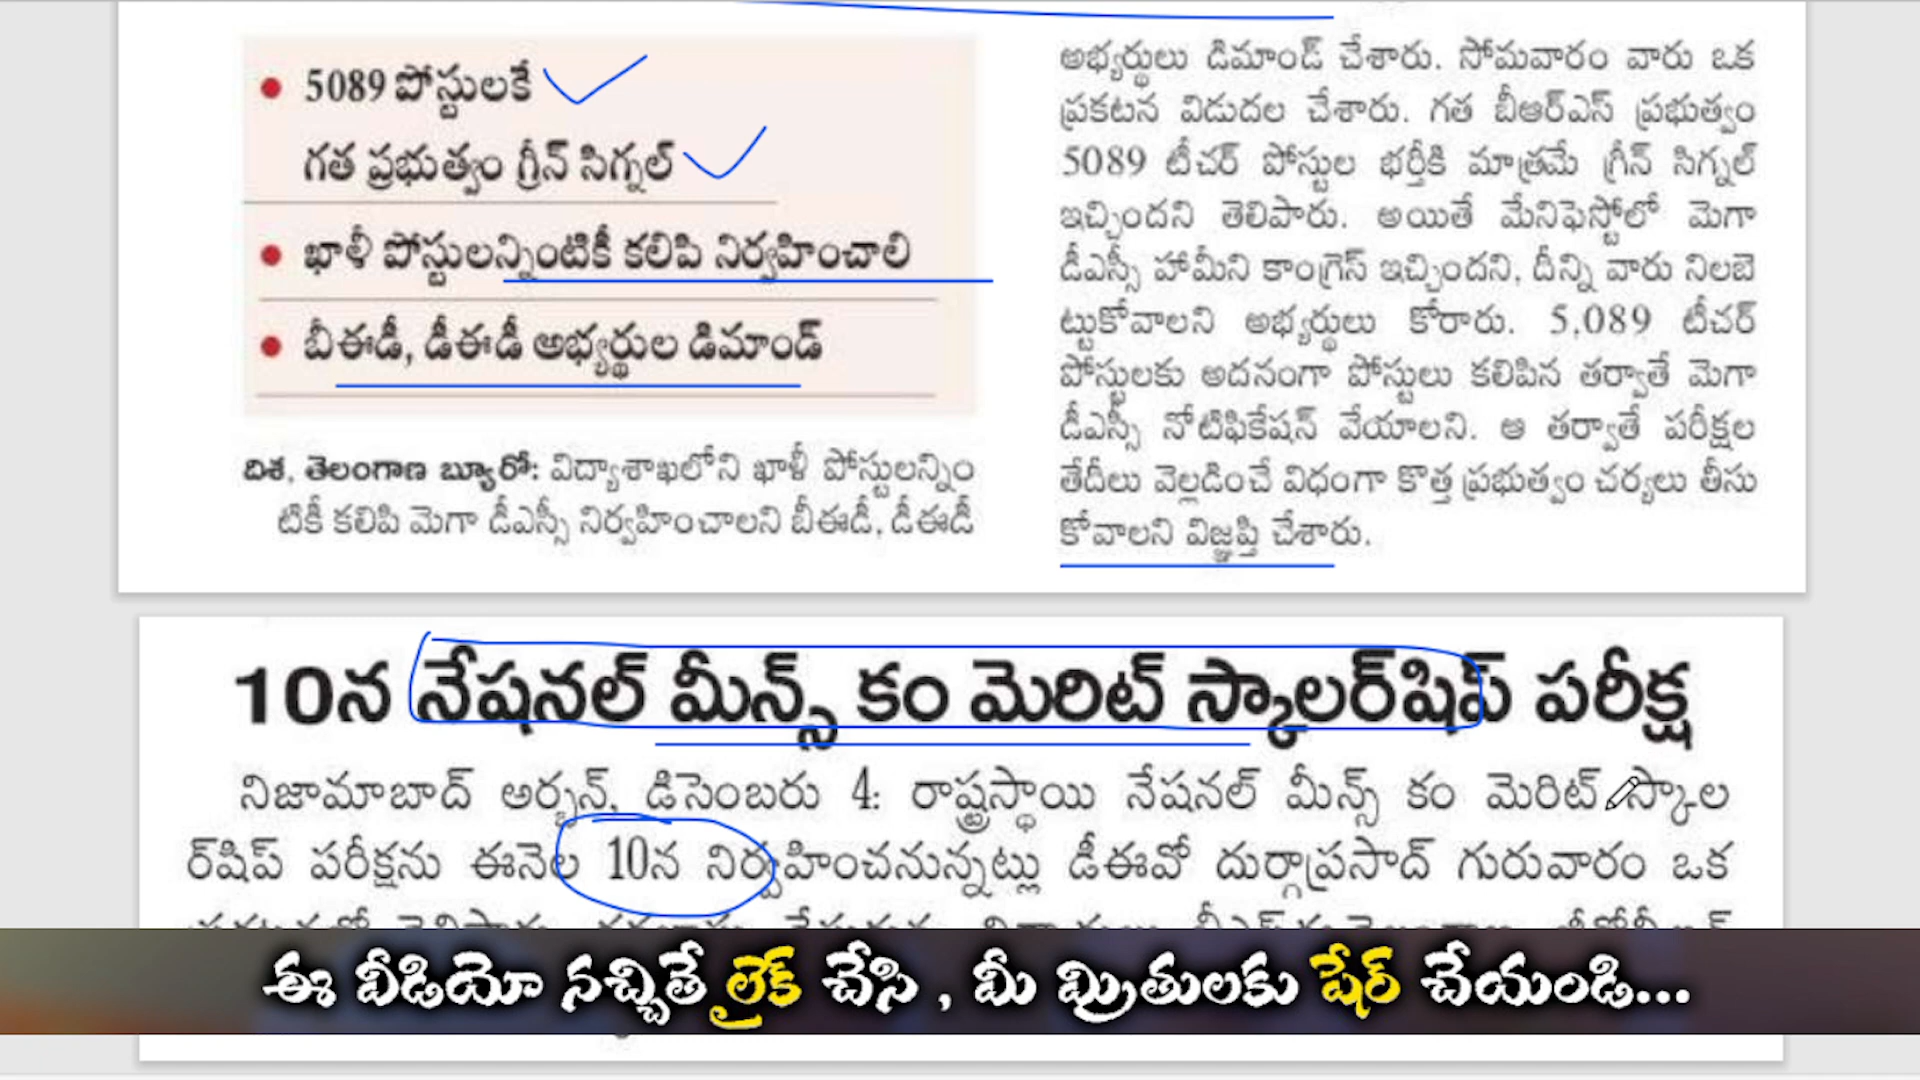 5089 పోస్టులకే
గత ప్రభుత్వం గ్రీన్ సిగ్నల్
ఖాళీ పోస్టులన్నింటికీ కలిపి నిర్వహించాలి
బీఈడీ, డీఈడీ అభ్యర్థుల డిమాండ్
దిశ, తెలంగాణ బ్యూరో: విద్యాశాఖలోని ఖాళీ పోస్టులన్నిం
టికీ కలిపి మెగా డీఎస్సీ నిర్వహించాలని బీఈడీ, డీఈడీ
అభ్యర్థులు డిమాండ్ చేశారు. సోమవారం వారు ఒక
ప్రకటన విడుదల చేశారు. గత బీఆర్ఎస్ ప్రభుత్వం
5089 టీచర్ పోస్టుల భర్తీకి మాత్రమే గ్రీన్ సిగ్నల్
ఇచ్చిందని తెలిపారు. అయితే మేనిఫెస్టోలో మెగా
డీఎస్సీ హామీని కాంగ్రెస్ ఇచ్చిందని, దీన్ని వారు నిలబె
ట్టుకోవాలని అభ్యర్థులు కోరారు. 5,089 టీచర్
పోస్టులకు అదనంగా పోస్టులు కలిపిన తర్వాతే మెగా
డీఎస్సీ నోటిఫికేషన్ వేయాలని. ఆ తర్వాతే పరీక్షల
తేదీలు వెల్లడించే విధంగా కొత్త ప్రభుత్వం చర్యలు తీసు
కోవాలని విజ్ఞప్తి చేశారు.
10న నేషనల్ మీన్స్ కం మెరిట్ స్కాలర్‌షిప్ పరీక్ష
నిజామాబాద్ అర్బన్, డిసెంబరు 4: రాష్ట్రస్థాయి నేషనల్ మీన్స్ కం మెరిట్ స్కాల
ర్‌షిప్ పరీక్షను ఈనెల 10న నిర్వహించనున్నట్లు డీఈవో దుర్గాప్రసాద్ గురువారం ఒక
ఈ వీడియో నచ్చితే లైక్ చేసి , మీ మ్రితులకు షేర్ చేయండి...